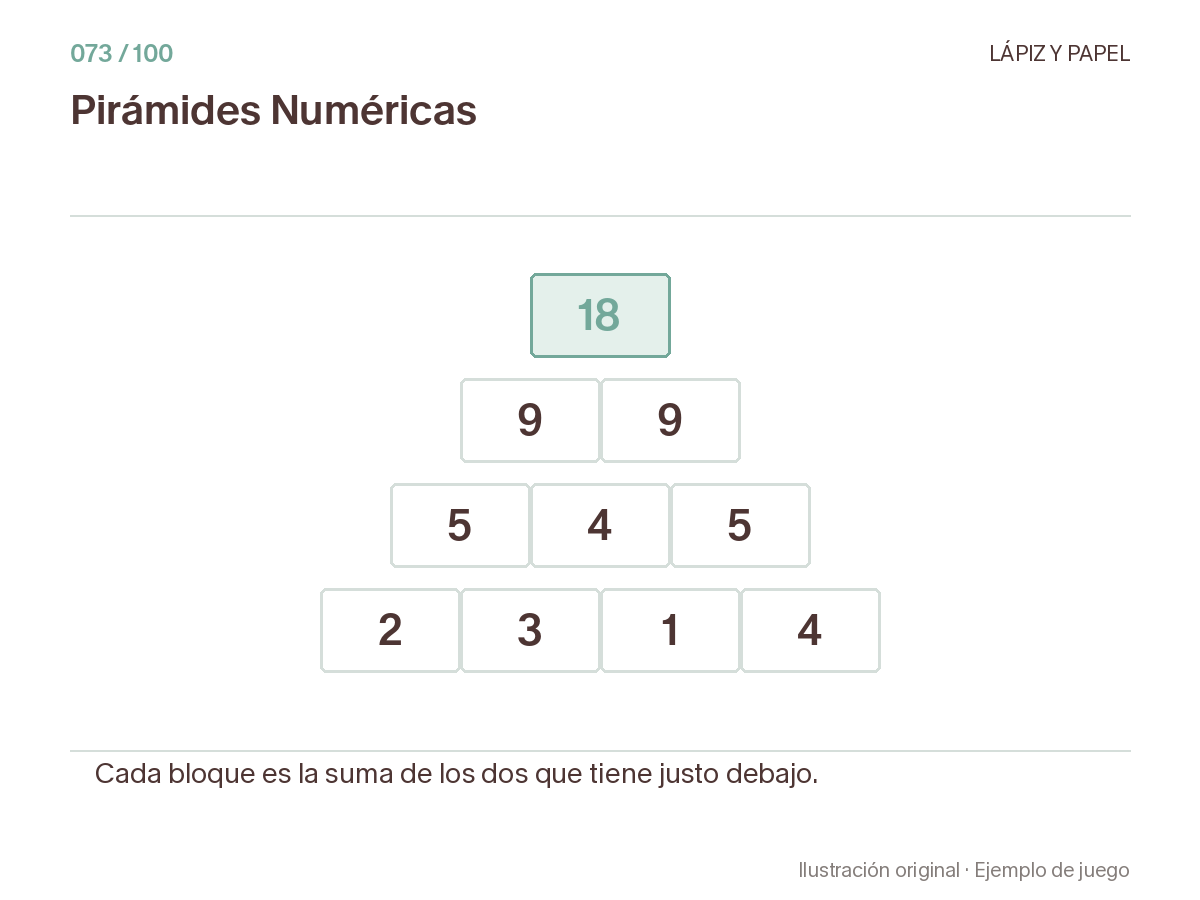 073 / 100
LÁPIZ Y PAPEL
Pirámides Numéricas
18
9 9
5 4 5
2 3 1 4
Cada bloque es la suma de los dos que tiene justo debajo.
Ilustración original · Ejemplo de juego